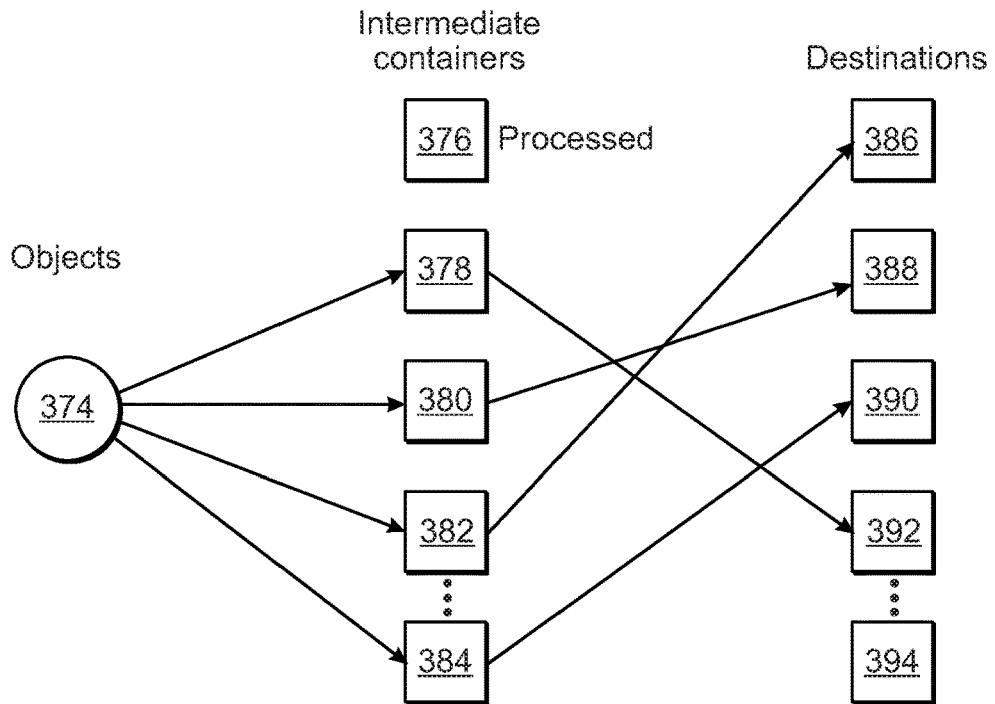 Intermediate
containers
Destinations
376 Processed
386
Objects
378
388
374
380
390
382
392
384
394